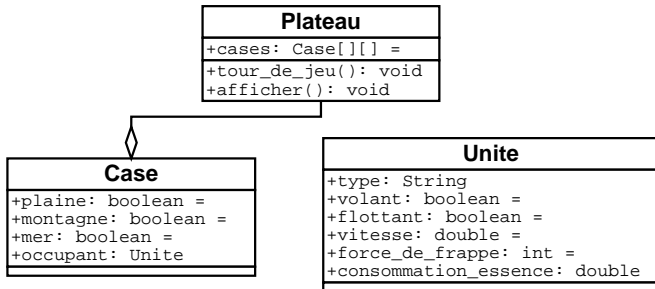 Plateau
+cases: Case[][] =
+tour_de_jeu(): void
+afficher(): void
Case
+plaine: boolean =
+montagne: boolean =
+mer: boolean =
+occupant: Unite
Unite
+type: String
+volant: boolean =
+flottant: boolean =
+vitesse: double =
+force_de_frappe: int =
+consommation_essence: double